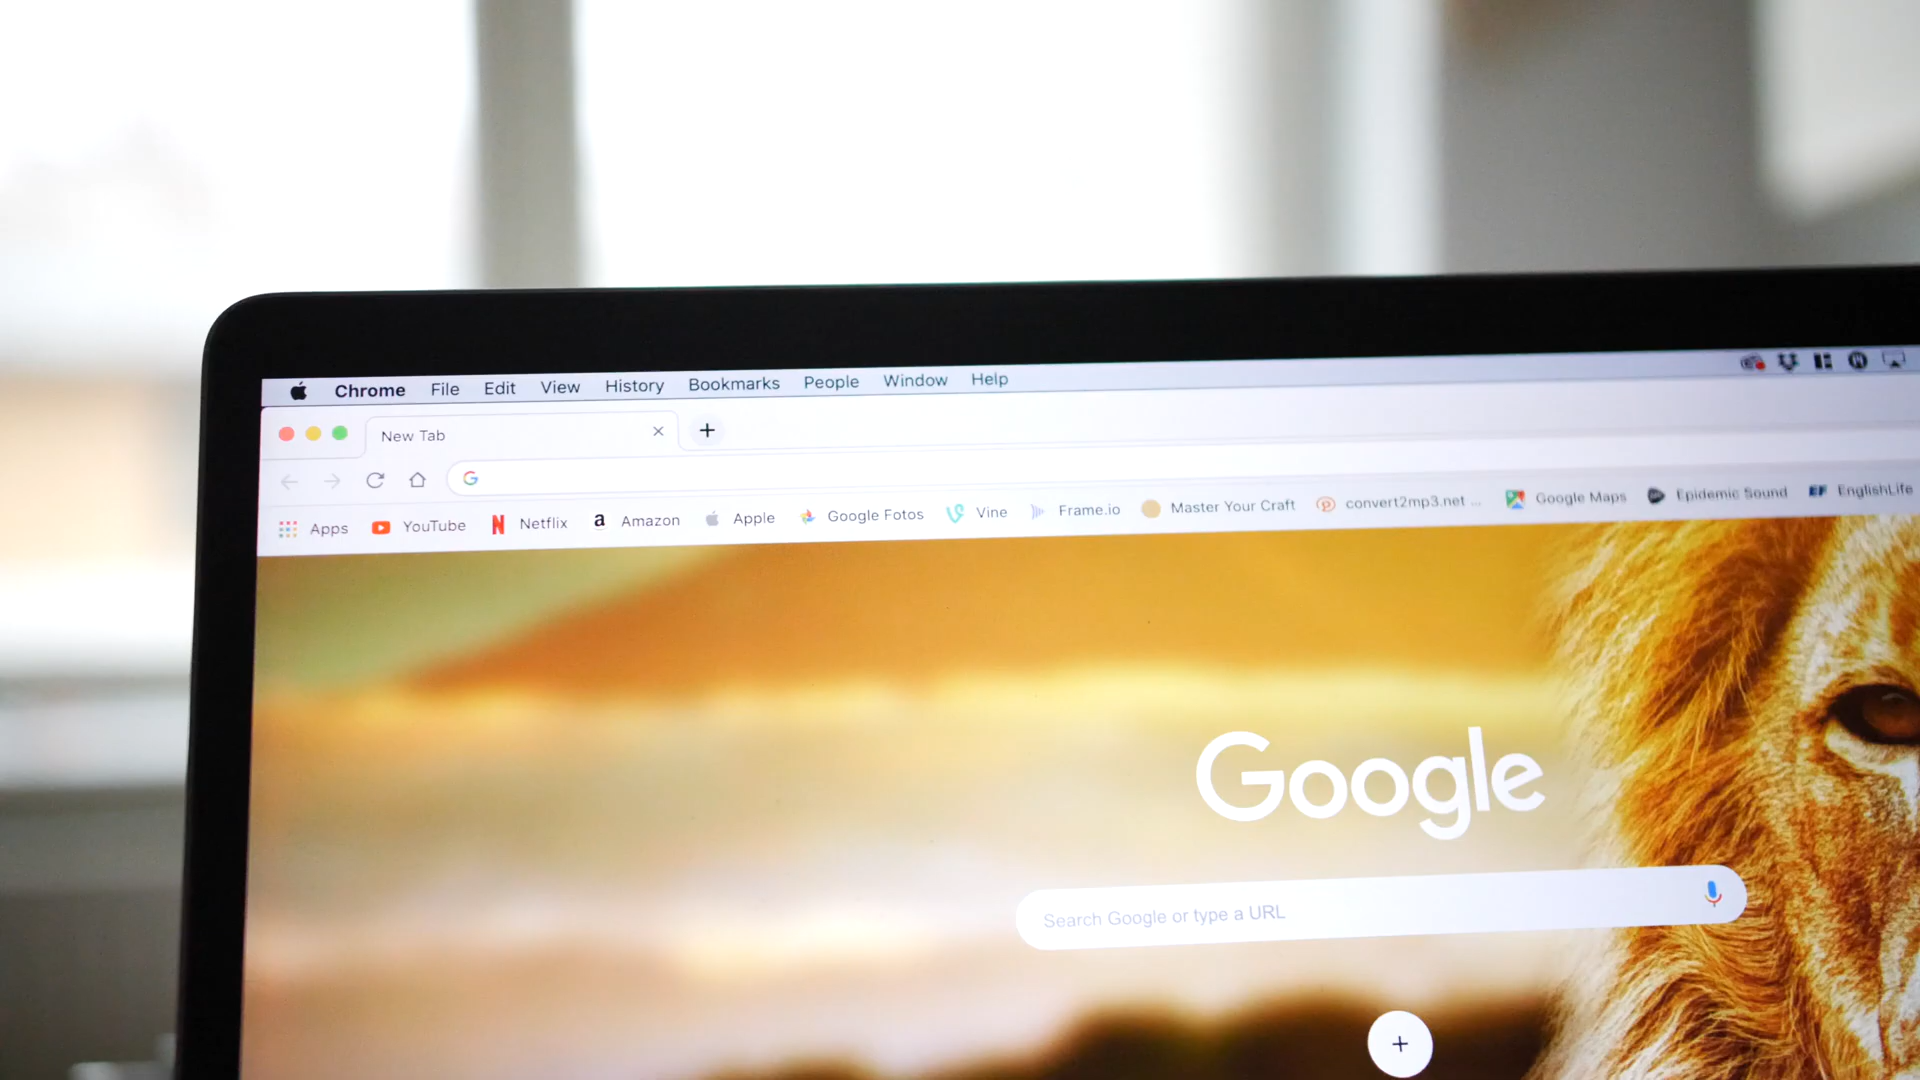 Chrome File Edit View History Bookmarks People Window Help
New Tab
Apps YouTube Netflix Amazon Apple Google Fotos Vine Frame.io Master Your Craft convert2mp3.net ... Google Maps Epidemic Sound EnglishLife
Google
Search Google or type a URL